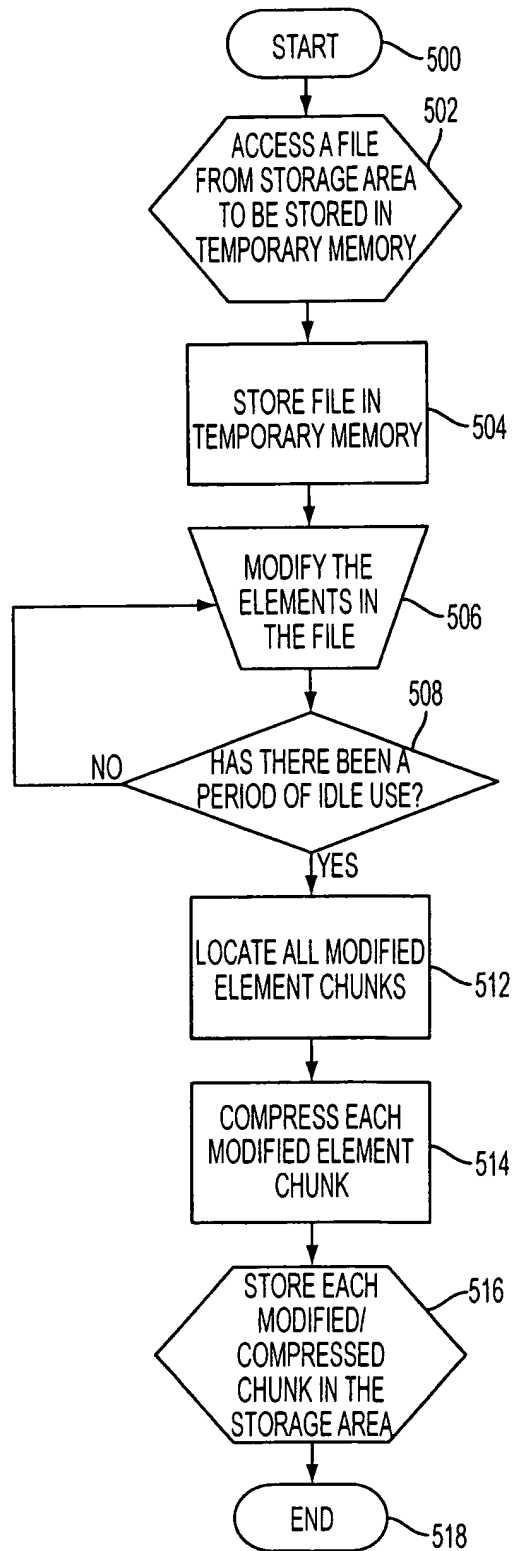 START
500
502
ACCESS A FILE
FROM STORAGE AREA
TO BE STORED IN
TEMPORARY MEMORY
STORE FILE IN
TEMPORARY MEMORY
504
MODIFY THE
ELEMENTS IN
THE FILE
506
508
NO
HAS THERE BEEN A
PERIOD OF IDLE USE?
YES
LOCATE ALL MODIFIED
ELEMENT CHUNKS
512
COMPRESS EACH
MODIFIED ELEMENT
CHUNK
514
STORE EACH
MODIFIED/
COMPRESSED
CHUNK IN THE
STORAGE AREA
516
END
518